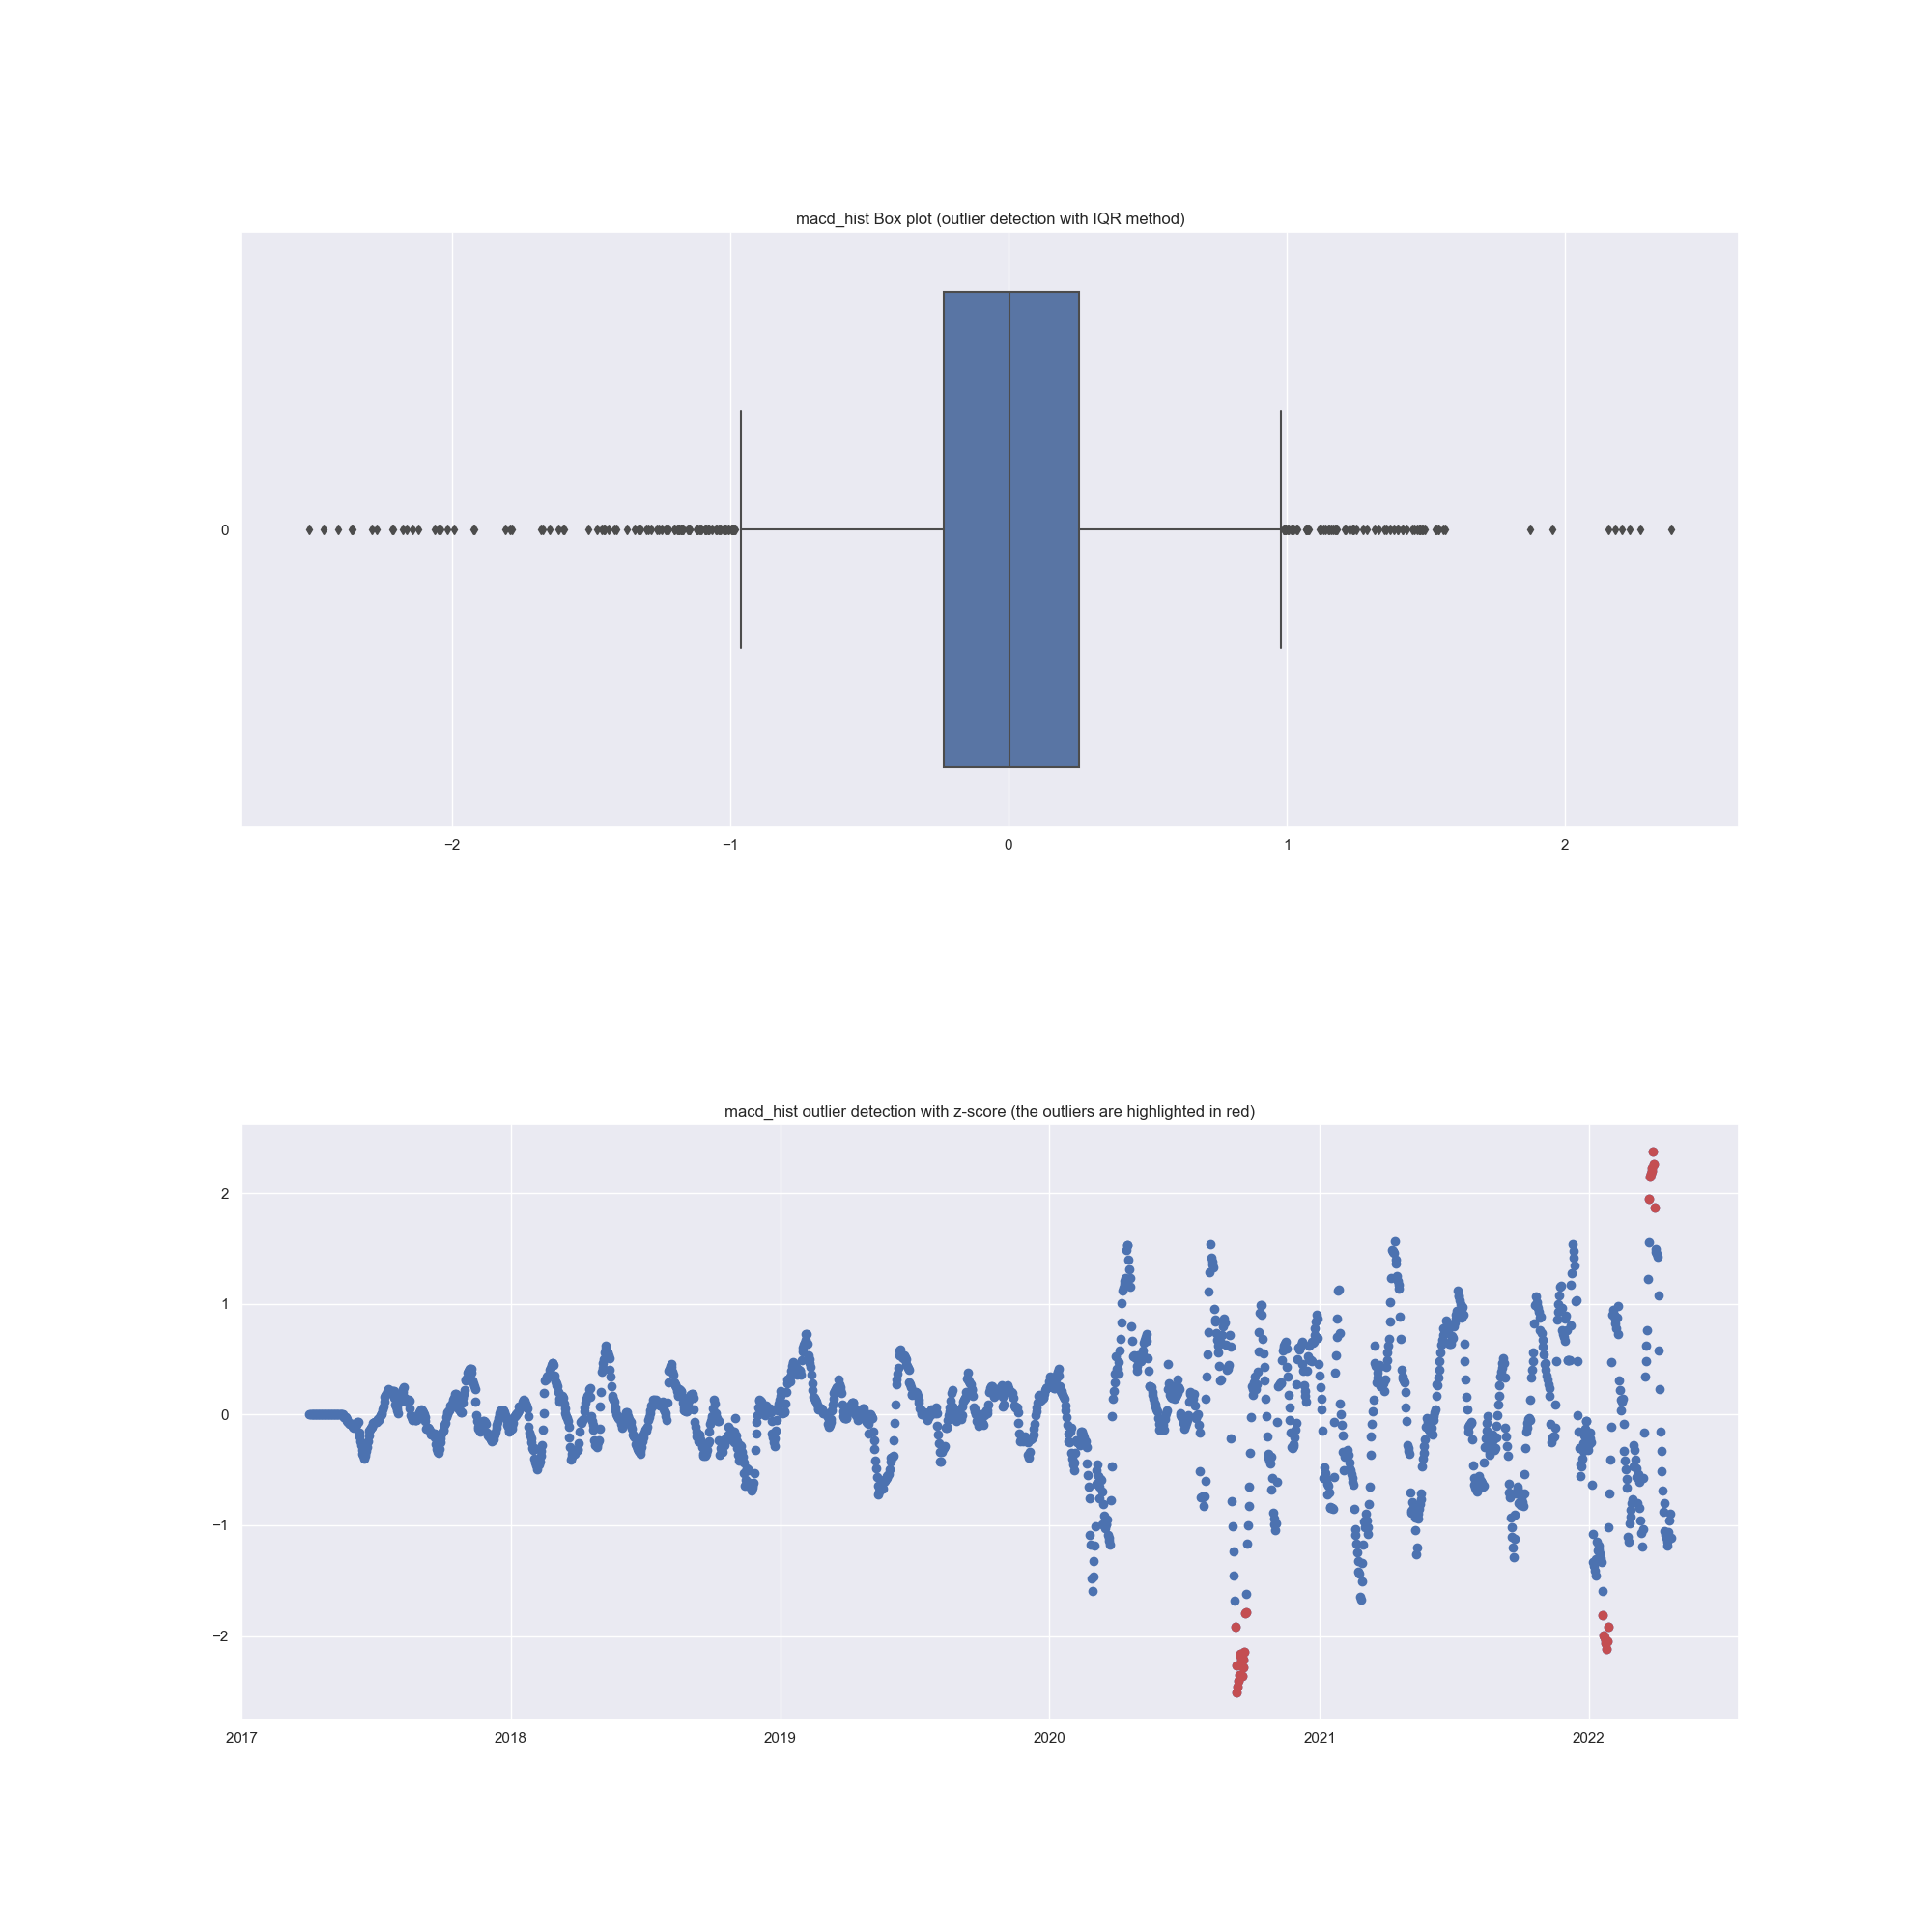 macd_hist Box plot (outlier detection with IQR method)
0
−2 −1 0 1 2
macd_hist outlier detection with z-score (the outliers are highlighted in red)
2
1
0
−1
−2
2017 2018 2019 2020 2021 2022